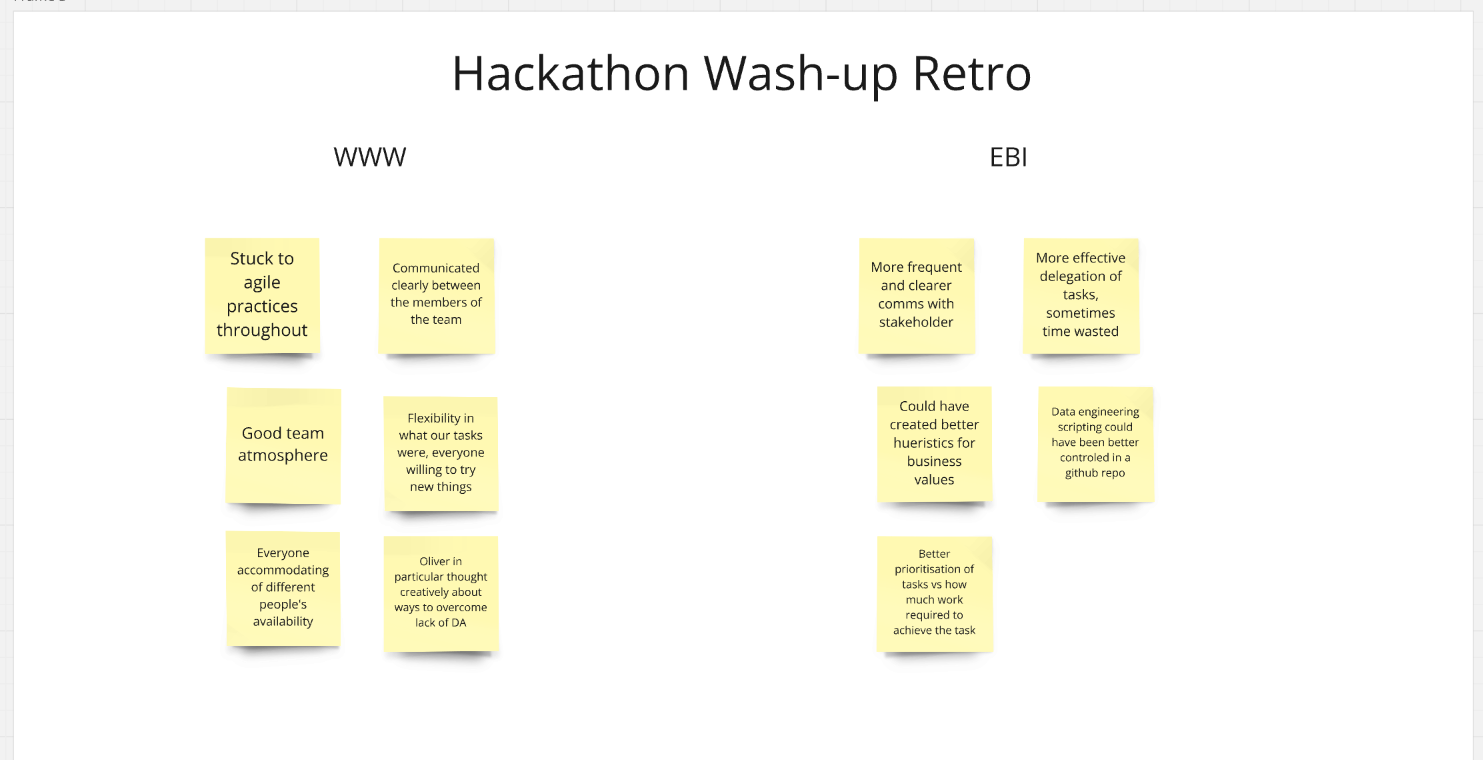 Hackathon Wash-up Retro
WWW
EBI
Stuck to
agile
practices
throughout
Communicated
clearly between
the members of
the team
Good team
atmosphere
Flexibility in
what our tasks
were, everyone
willing to try
new things
Everyone
accommodating
of different
people's
availability
Oliver in
particular thought
creatively about
ways to overcome
lack of DA
More frequent
and clearer
comms with
stakeholder
More effective
delegation of
tasks,
sometimes
time wasted
Could have
created better
hueristics for
business
values
Data engineering
scripting could
have been better
controled in a
github repo
Better
prioritisation of
tasks vs how
much work
required to
achieve the task